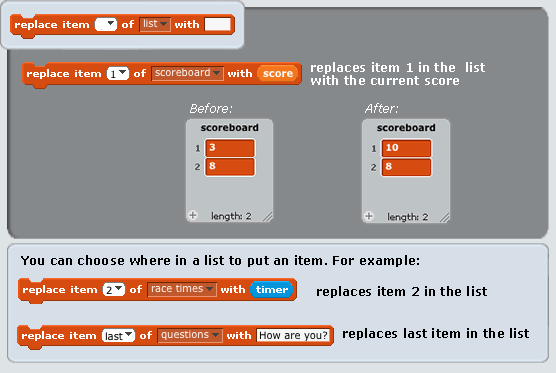 replace item of list with
replace item 1 of scoreboard with score
replaces item 1 in the list
with the current score
Before:
After:
scoreboard
1 3
2 8
+ length: 2
scoreboard
1 10
2 8
+ length: 2
You can choose where in a list to put an item. For example:
replace item 2 of race times with timer
replaces item 2 in the list
replace item last of questions with How are you?
replaces last item in the list